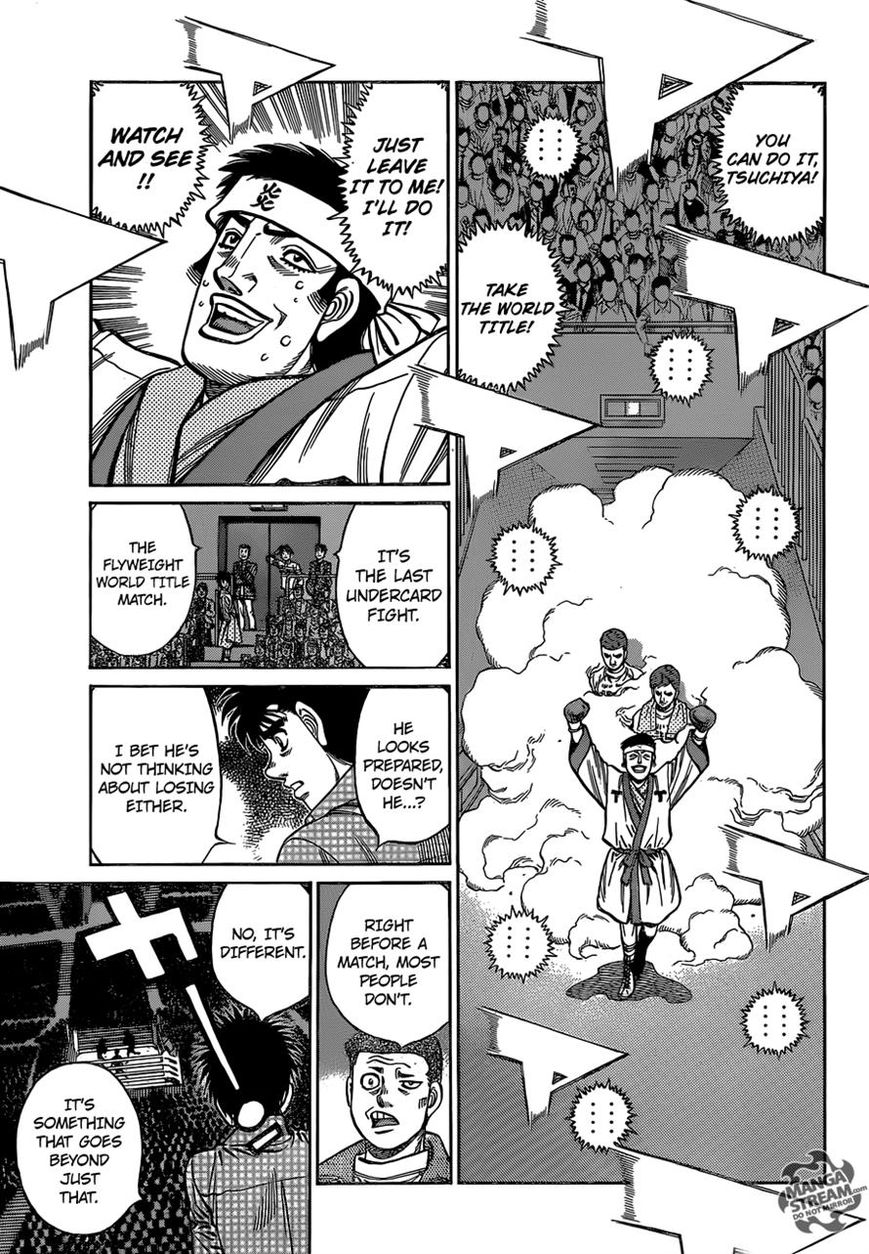 YOU
CAN DO IT,
TSUCHIYA!
TAKE
THE WORLD
TITLE!
JUST
LEAVE
IT TO ME!
I'LL DO
IT!
WATCH
AND SEE
!!
IT'S
THE LAST
UNDERCARD
FIGHT.
THE
FLYWEIGHT
WORLD TITLE
MATCH.
HE
LOOKS
PREPARED,
DOESN'T
HE...?
I BET HE'S
NOT THINKING
ABOUT LOSING
EITHER.
RIGHT
BEFORE A
MATCH, MOST
PEOPLE
DON'T.
NO, IT'S
DIFFERENT.
カッ
IT'S
SOMETHING
THAT GOES
BEYOND
JUST
THAT.
MANGA
STREAM.com
DO NOT MIRROR